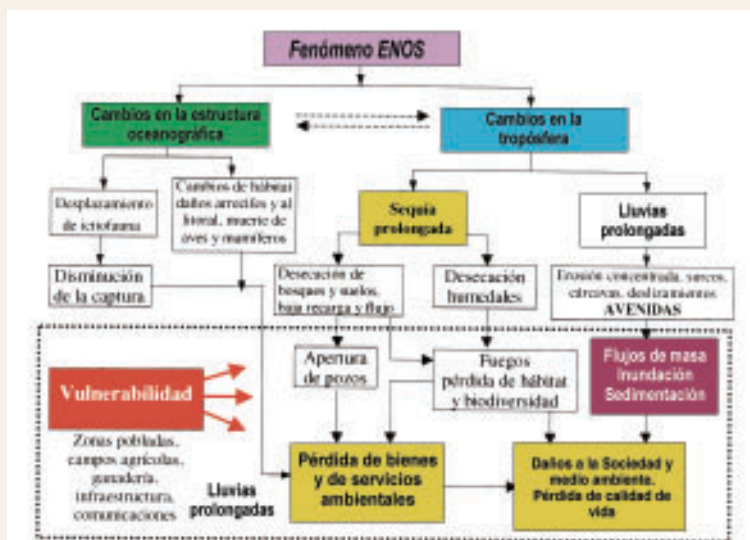 Fenómeno ENOS
Cambios en la estructura
oceanográfica
Cambios en la
tropósfera
Desplazamiento
de ictiofauna
Cambios de hábitat
daños arrecifes y al
litoral, muerte de
aves y mamíferos
Sequía
prolongada
Lluvias
prolongadas
Disminución
de la captura
Desecación de
bosques y suelos,
baja recarga y flujo
Desecación
humedales
Erosión concentrada, surcos,
cárcavas, deslizamientos
AVENIDAS
Apertura
de pozos
Fuegos
pérdida de hábitat
y biodiversidad
Flujos de masa
Inundación
Sedimentación
Vulnerabilidad
Zonas pobladas,
campos agrícolas,
ganadería,
infraestructura,
comunicaciones
Lluvias
prolongadas
Pérdida de bienes
y de servicios
ambientales
Daños a la Sociedad y
medio ambiente.
Pérdida de calidad de
vida